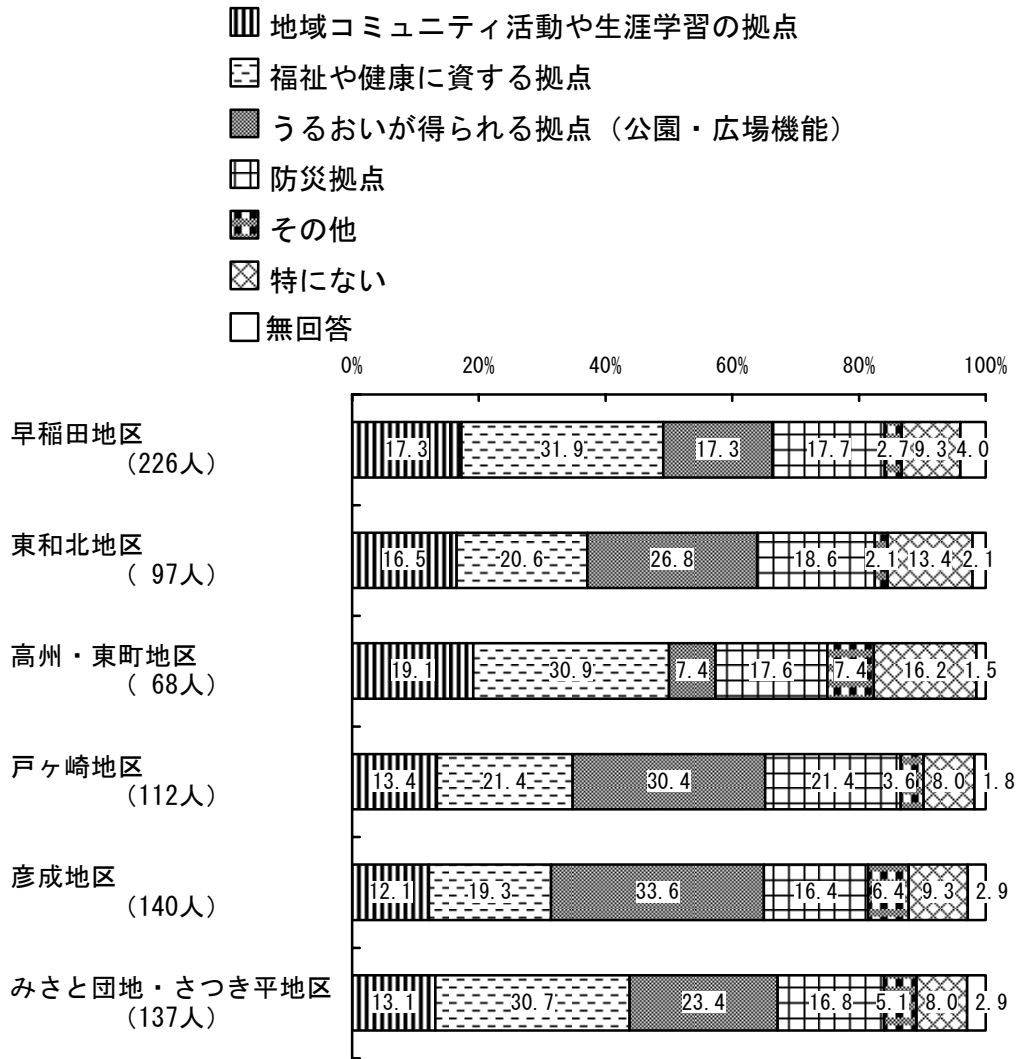 地域コミュニティ活動や生涯学習の拠点
福祉や健康に資する拠点
うるおいが得られる拠点（公園・広場機能）
防災拠点
その他
特にない
無回答
0% 20% 40% 60% 80% 100%
早稲田地区
（226人）
17.3 31.9 17.3 17.7 2.7 9.3 4.0
東和北地区
（ 97人）
16.5 20.6 26.8 18.6 2.1 13.4 2.1
高州・東町地区
（ 68人）
19.1 30.9 7.4 17.6 7.4 16.2 1.5
戸ヶ崎地区
（112人）
13.4 21.4 30.4 21.4 3.6 8.0 1.8
彦成地区
（140人）
12.1 19.3 33.6 16.4 6.4 9.3 2.9
みさと団地・さつき平地区
（137人）
13.1 30.7 23.4 16.8 5.1 8.0 2.9